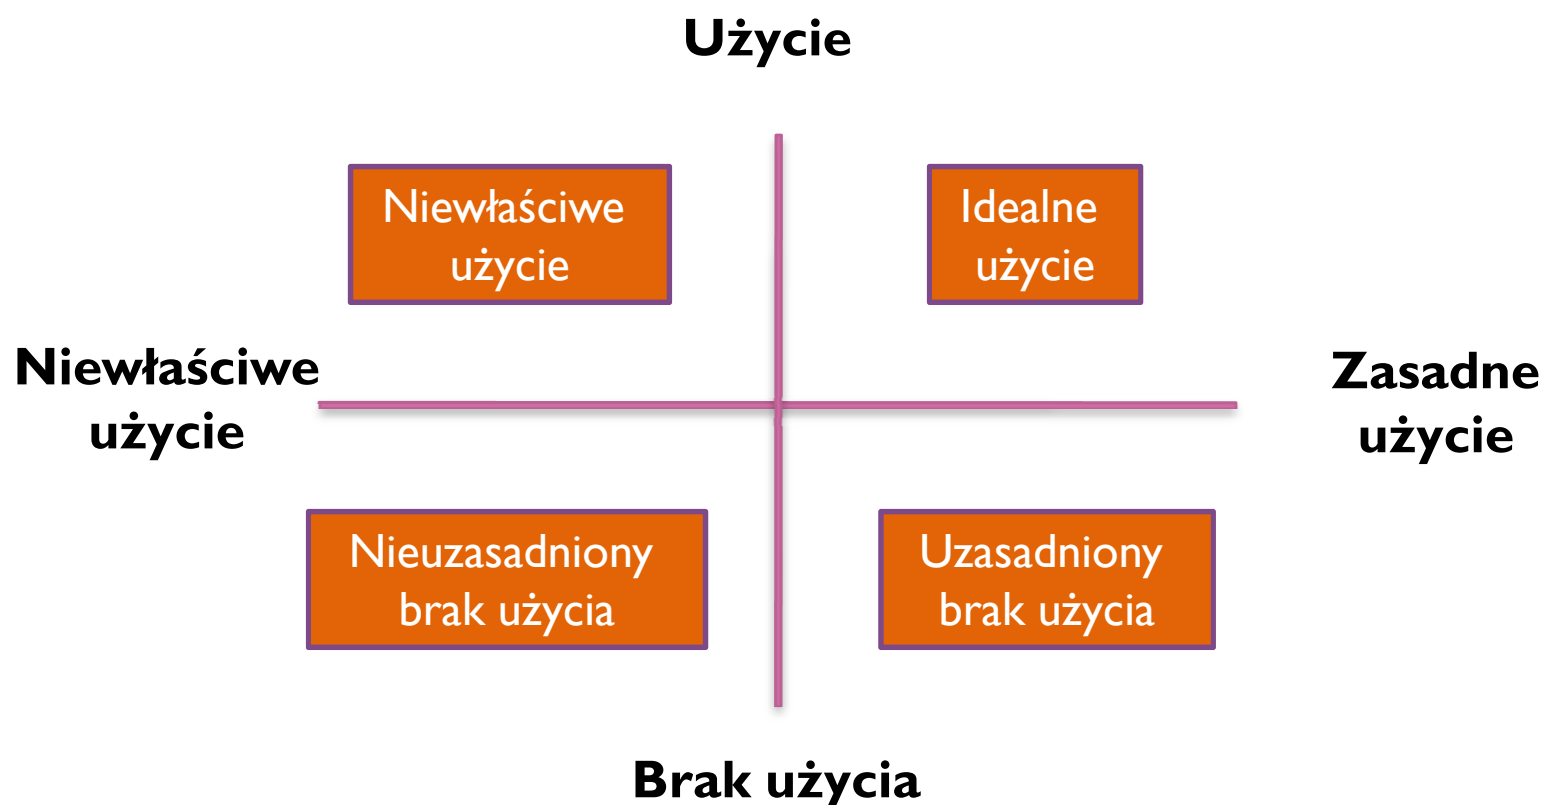 Użycie
Niewłaściwe
użycie
Idealne
użycie
Niewłaściwe
użycie
Zasadne
użycie
Nieuzasadniony
brak użycia
Uzasadniony
brak użycia
Brak użycia